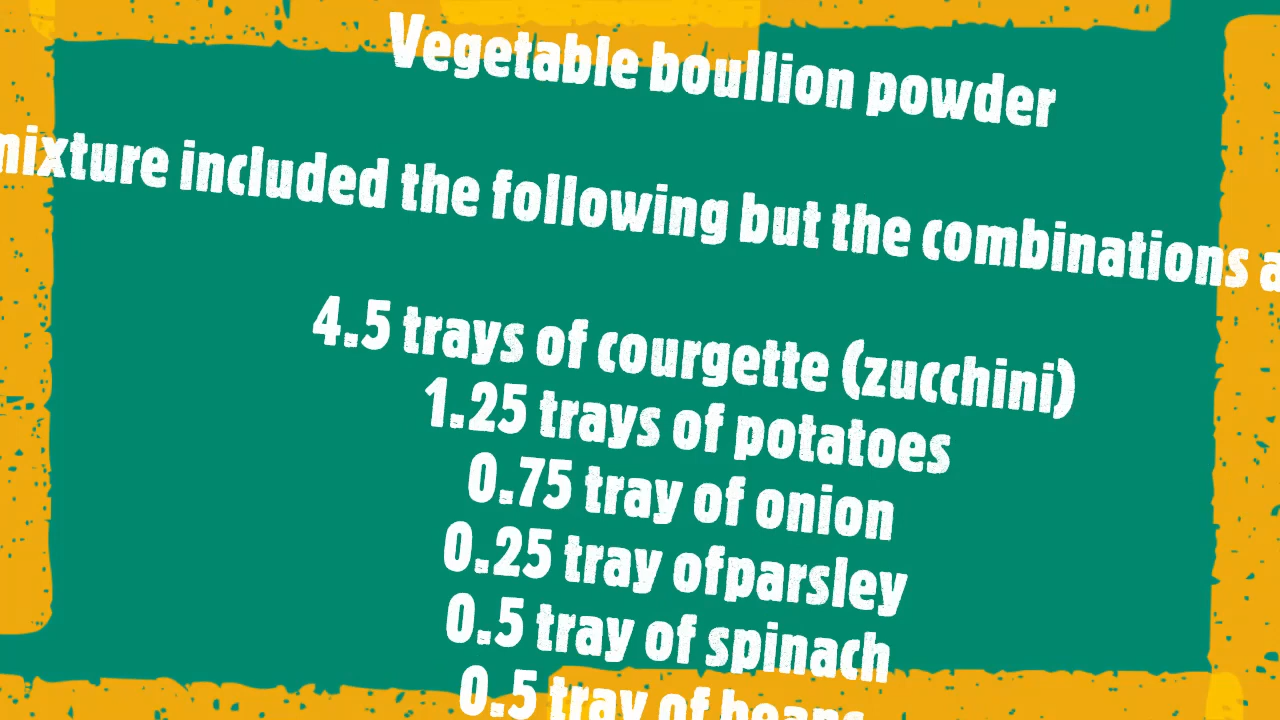 Vegetable boullion powder
mixture included the following but the combinations
4.5 trays of courgette (zucchini)
1.25 trays of potatoes
0.75 tray of onion
0.25 tray ofparsley
0.5 tray of spinach
0.5 tray of beans